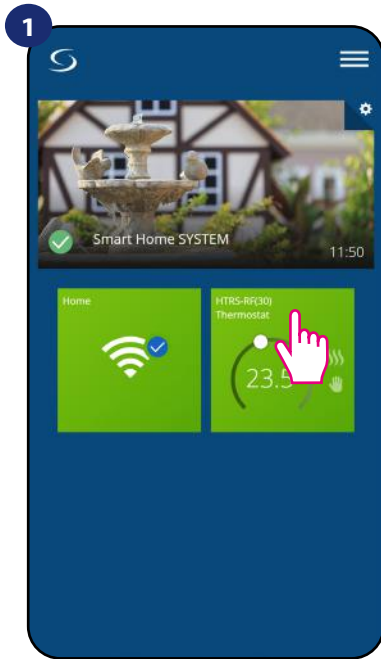 1
Smart Home SYSTEM
11:50
Home
HTRS-RF(30)
Thermostat
23.5